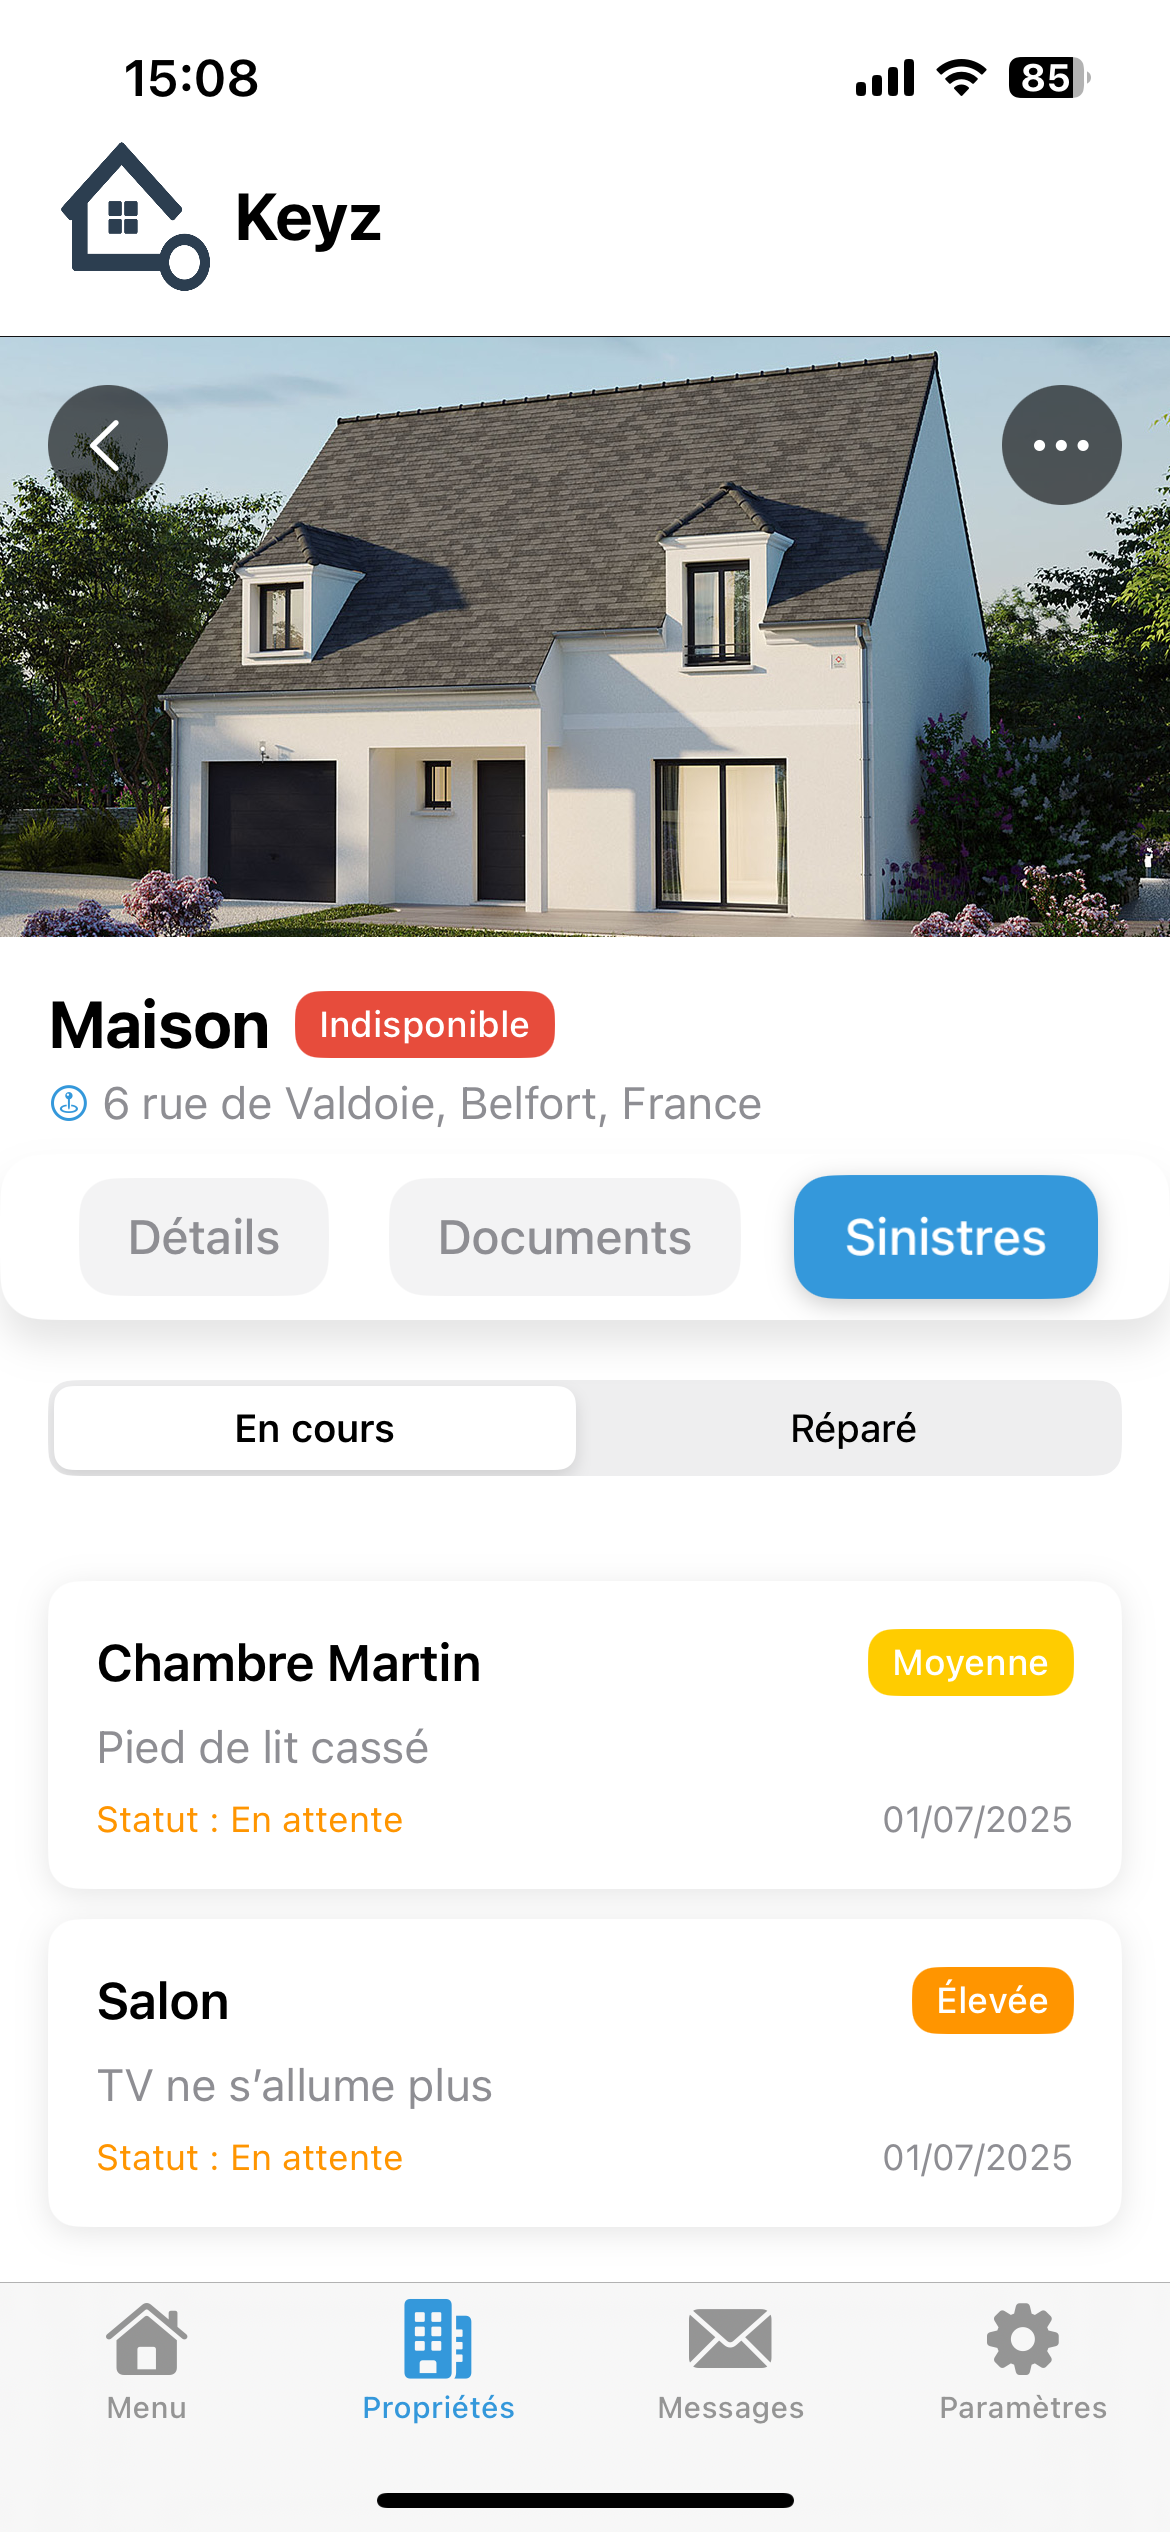 15:08
85
Keyz
Maison
Indisponible
6 rue de Valdoie, Belfort, France
Détails
Documents
Sinistres
En cours
Réparé
Chambre Martin
Moyenne
Pied de lit cassé
Statut : En attente
01/07/2025
Salon
Élevée
TV ne s’allume plus
Statut : En attente
01/07/2025
Menu
Propriétés
Messages
Paramètres